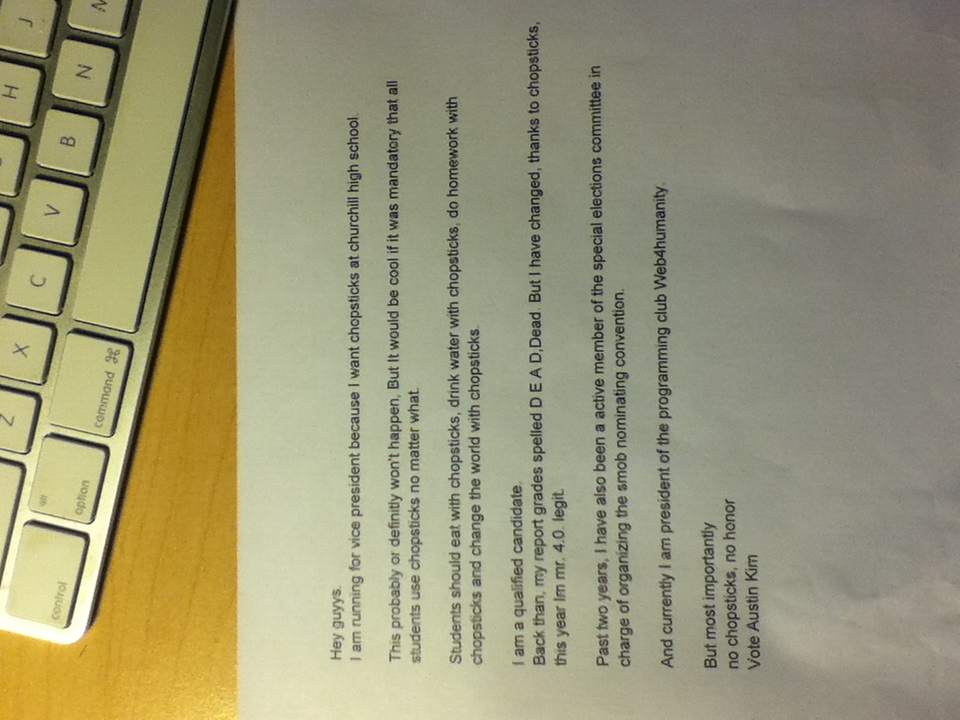 Z X C V B N M H J
control alt option command ⌘
Hey guyys.
I am running for vice president because I want chopsticks at churchill high school.
This probably or definitly won't happen, But It would be cool if it was mandatory that all
students use chopsticks no matter what.
Students should eat with chopsticks, drink water with chopsticks, do homework with
chopsticks and change the world with chopsticks.
I am a qualified candidate.
Back than, my report grades spelled D E A D,Dead. But I have changed, thanks to chopsticks,
this year Im mr. 4.0. legit.
Past two years, I have also been a active member of the special elections committee in
charge of organizing the smob nominating convention.
And currently I am president of the programming club Web4humanity.
But most importantly
no chopsticks, no honor
Vote Austin Kim